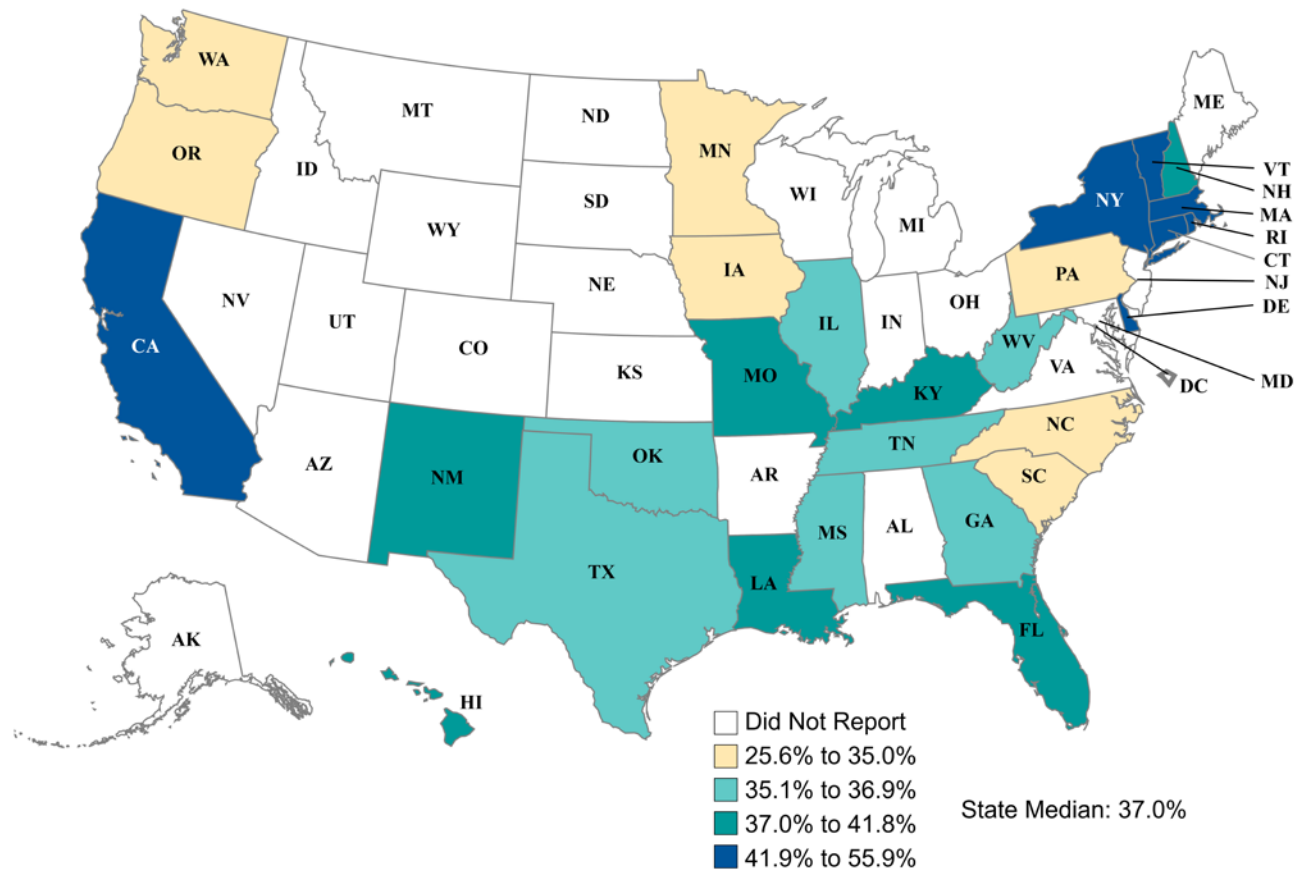 WA
MT
ND
MN
ME
OR
ID
SD
WI
MI
VT
NH
NY
MA
RI
WY
CT
IA
PA
NJ
NE
OH
DE
NV
UT
CO
IL
IN
WV
CA
KS
MO
VA
KY
DC
MD
NC
TN
AZ
NM
OK
AR
SC
MS
AL
GA
TX
LA
FL
AK
HI
Did Not Report
25.6% to 35.0%
35.1% to 36.9%
37.0% to 41.8%
41.9% to 55.9%
State Median: 37.0%